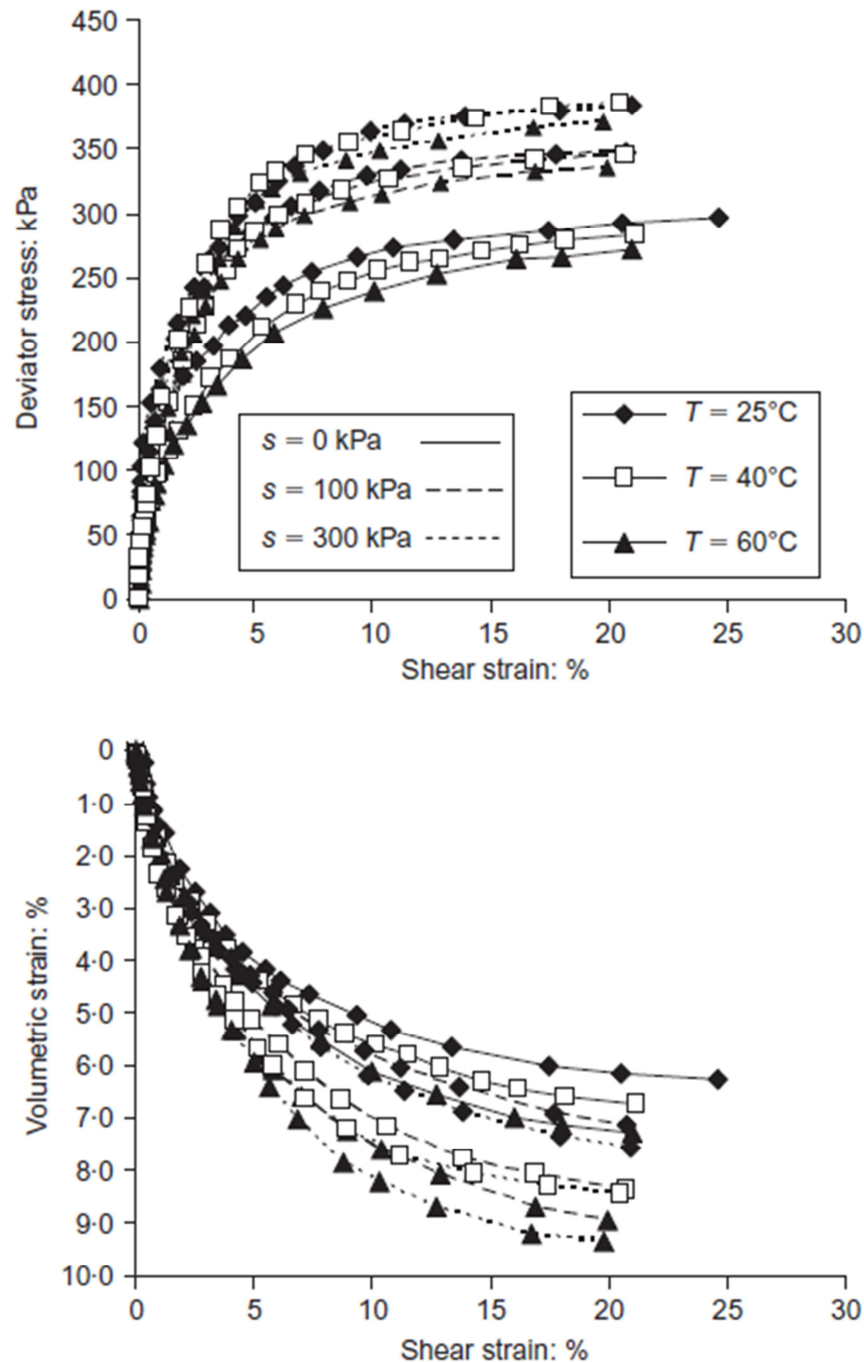 450
400
350
300
250
200
150
100
50
0
Deviator stress: kPa
s = 0 kPa
s = 100 kPa
s = 300 kPa
T = 25°C
T = 40°C
T = 60°C
0 5 10 15 20 25 30
Shear strain: %
0
1·0
2·0
3·0
4·0
5·0
6·0
7·0
8·0
9·0
10·0
Volumetric strain: %
0 5 10 15 20 25 30
Shear strain: %